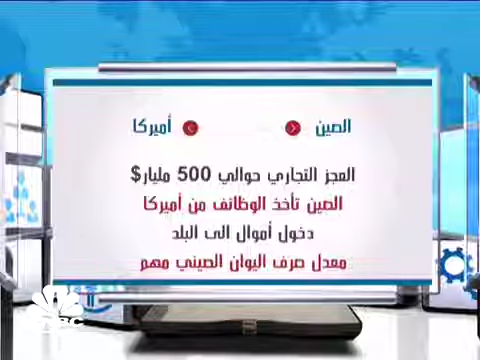 الصين أميركا
العجز التجاري حوالي 500 مليار$
الصين تأخذ الوظائف من أميركا
دخول أموال الى البلد
معدل صرف اليوان الصيني مهم